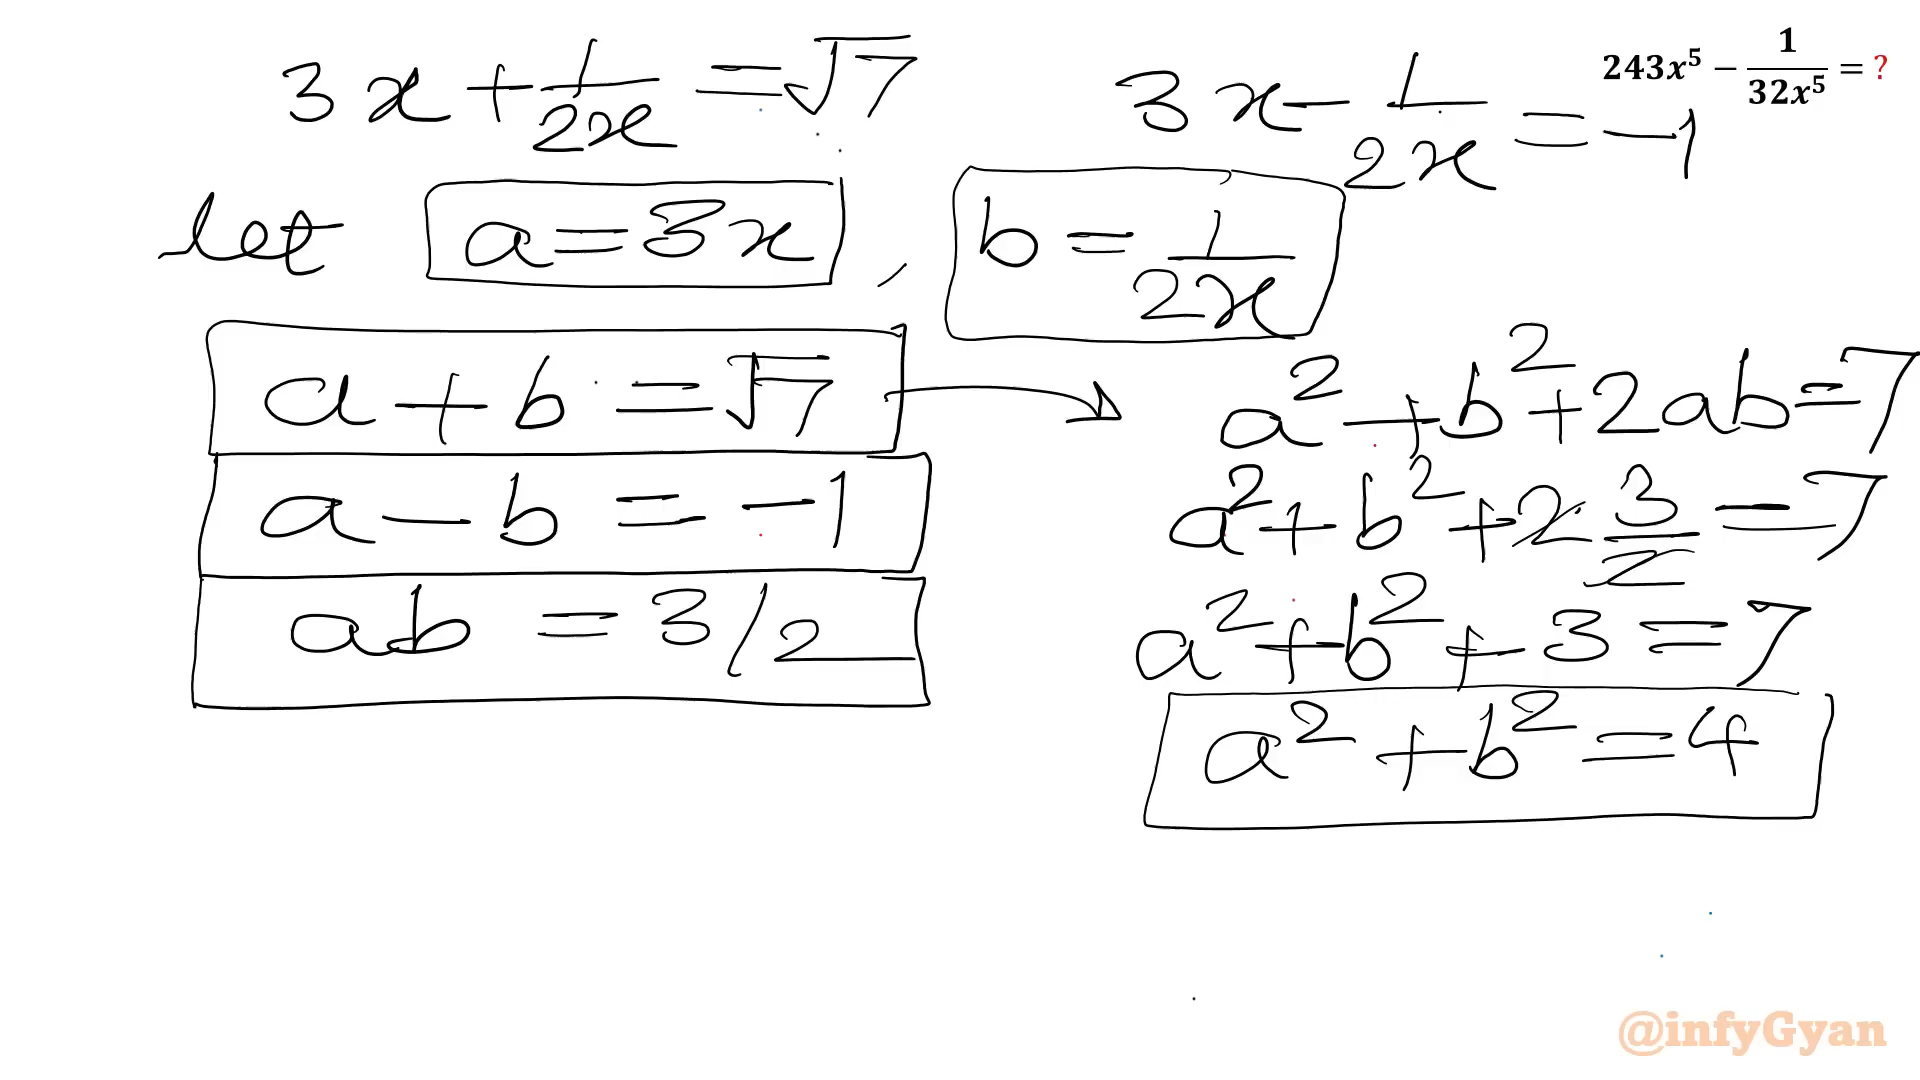 3x + 1/2x = √7
3x − 1/2x = −1
243x⁵ − 1/32x⁵ = ?
let a = 3x , b = 1/2x
a + b = √7
a − b = −1
ab = 3/2
a² + b² + 2ab = 7
a² + b² + 2·3/2 = 7
a² + b² + 3 = 7
a² + b² = 4
@infyGyan